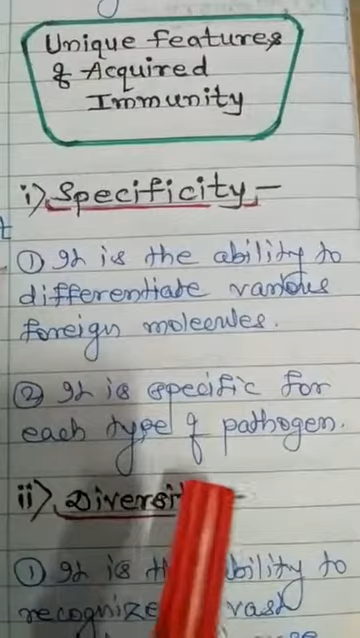 Unique features
of Acquired
Immunity
i) Specificity -
① It is the ability to
differentiate various
foreign molecules.
② It is specific for
each type of pathogen.
ii) Diversi
① It is th bility to
recognize vast